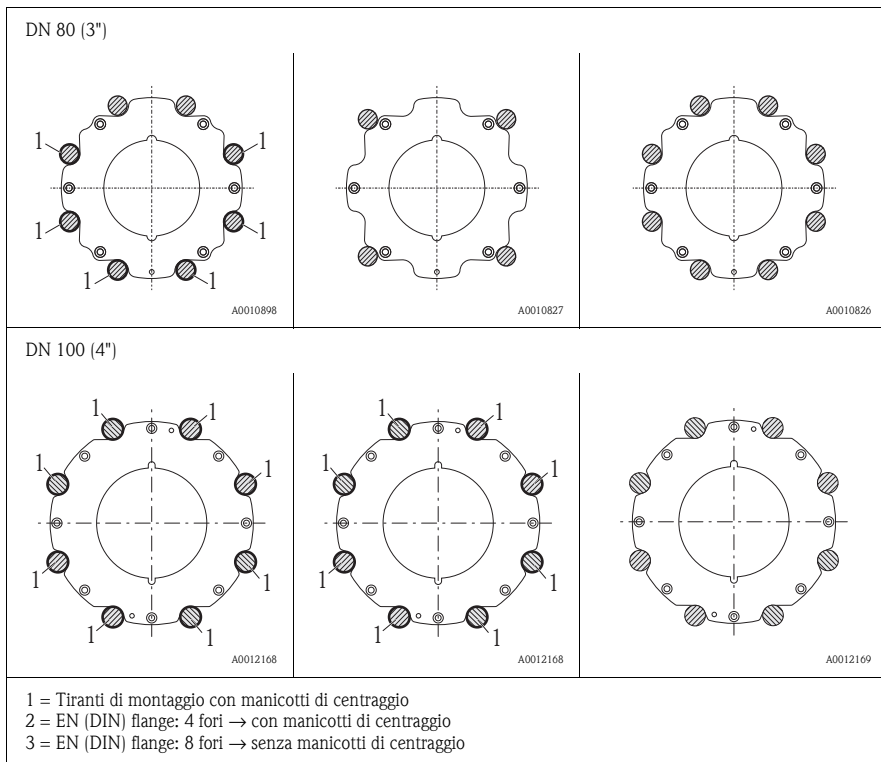 DN 80 (3")
1 1
1 1
1 1
A0010898 A0010827 A0010826
DN 100 (4")
1 1 1 1
1 1 1 1
1 1 1 1
1 1 1 1
A0012168 A0012168 A0012169
1 = Tiranti di montaggio con manicotti di centraggio
2 = EN (DIN) flange: 4 fori → con manicotti di centraggio
3 = EN (DIN) flange: 8 fori → senza manicotti di centraggio